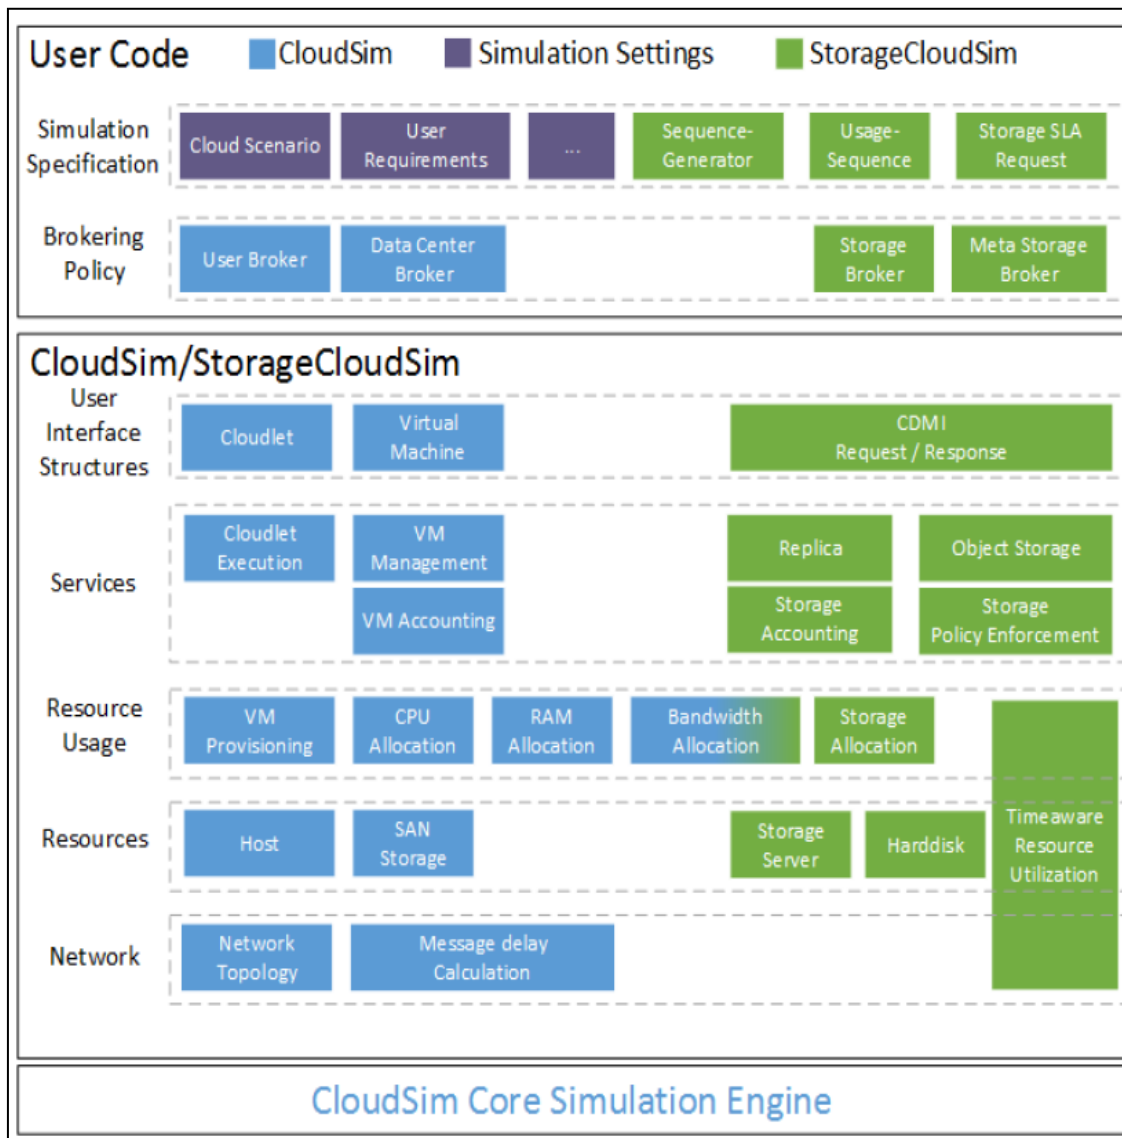 User Code CloudSim Simulation Settings StorageCloudSim
Simulation
Specification
Cloud Scenario
User
Requirements
...
Sequence-
Generator
Usage-
Sequence
Storage SLA
Request
Brokering
Policy
User Broker
Data Center
Broker
Storage
Broker
Meta Storage
Broker
CloudSim/StorageCloudSim
User
Interface
Structures
Cloudlet
Virtual
Machine
CDMI
Request / Response
Services
Cloudlet
Execution
VM
Management
VM Accounting
Replica
Object Storage
Storage
Accounting
Storage
Policy Enforcement
Resource
Usage
VM
Provisioning
CPU
Allocation
RAM
Allocation
Bandwidth
Allocation
Storage
Allocation
Timeaware
Resource
Utilization
Resources
Host
SAN
Storage
Storage
Server
Harddisk
Network
Network
Topology
Message delay
Calculation
CloudSim Core Simulation Engine